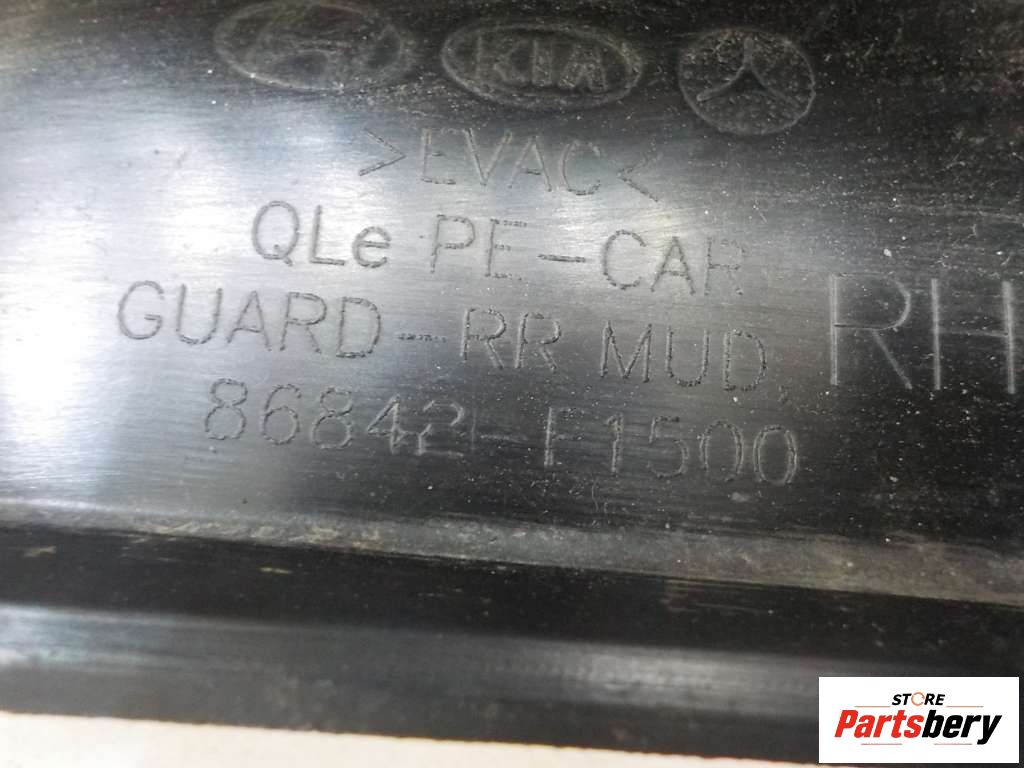 KIA
>EVAC<
QLe PE-CAR
GUARD-RR MUD, RH
86842-F1500
STORE
Partsbery